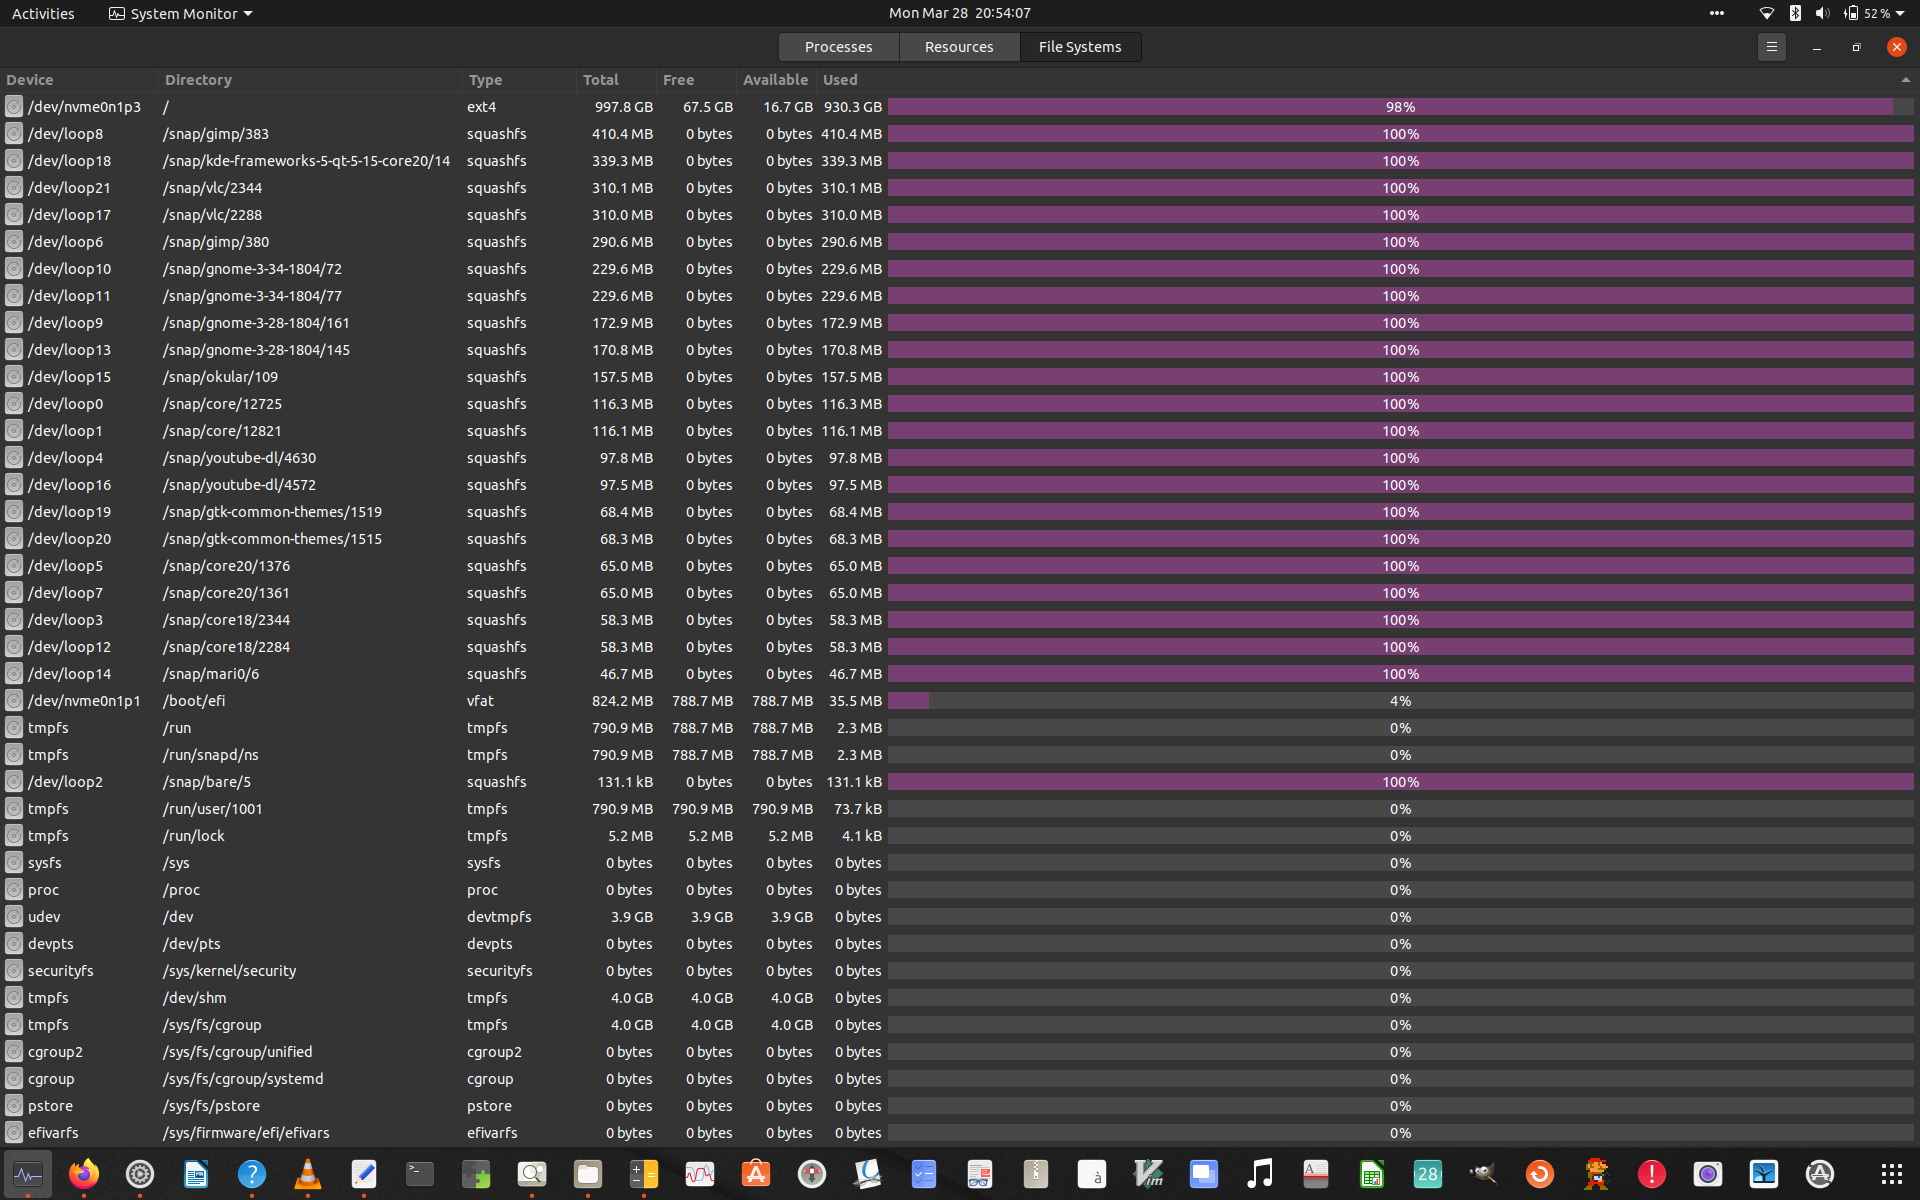 Activities System Monitor Mon Mar 28 20:54:07 52 %
Processes Resources File Systems
Device Directory Type Total Free Available Used
/dev/nvme0n1p3 / ext4 997.8 GB 67.5 GB 16.7 GB 930.3 GB 98%
/dev/loop8 /snap/gimp/383 squashfs 410.4 MB 0 bytes 0 bytes 410.4 MB 100%
/dev/loop18 /snap/kde-frameworks-5-qt-5-15-core20/14 squashfs 339.3 MB 0 bytes 0 bytes 339.3 MB 100%
/dev/loop21 /snap/vlc/2344 squashfs 310.1 MB 0 bytes 0 bytes 310.1 MB 100%
/dev/loop17 /snap/vlc/2288 squashfs 310.0 MB 0 bytes 0 bytes 310.0 MB 100%
/dev/loop6 /snap/gimp/380 squashfs 290.6 MB 0 bytes 0 bytes 290.6 MB 100%
/dev/loop10 /snap/gnome-3-34-1804/72 squashfs 229.6 MB 0 bytes 0 bytes 229.6 MB 100%
/dev/loop11 /snap/gnome-3-34-1804/77 squashfs 229.6 MB 0 bytes 0 bytes 229.6 MB 100%
/dev/loop9 /snap/gnome-3-28-1804/161 squashfs 172.9 MB 0 bytes 0 bytes 172.9 MB 100%
/dev/loop13 /snap/gnome-3-28-1804/145 squashfs 170.8 MB 0 bytes 0 bytes 170.8 MB 100%
/dev/loop15 /snap/okular/109 squashfs 157.5 MB 0 bytes 0 bytes 157.5 MB 100%
/dev/loop0 /snap/core/12725 squashfs 116.3 MB 0 bytes 0 bytes 116.3 MB 100%
/dev/loop1 /snap/core/12821 squashfs 116.1 MB 0 bytes 0 bytes 116.1 MB 100%
/dev/loop4 /snap/youtube-dl/4630 squashfs 97.8 MB 0 bytes 0 bytes 97.8 MB 100%
/dev/loop16 /snap/youtube-dl/4572 squashfs 97.5 MB 0 bytes 0 bytes 97.5 MB 100%
/dev/loop19 /snap/gtk-common-themes/1519 squashfs 68.4 MB 0 bytes 0 bytes 68.4 MB 100%
/dev/loop20 /snap/gtk-common-themes/1515 squashfs 68.3 MB 0 bytes 0 bytes 68.3 MB 100%
/dev/loop5 /snap/core20/1376 squashfs 65.0 MB 0 bytes 0 bytes 65.0 MB 100%
/dev/loop7 /snap/core20/1361 squashfs 65.0 MB 0 bytes 0 bytes 65.0 MB 100%
/dev/loop3 /snap/core18/2344 squashfs 58.3 MB 0 bytes 0 bytes 58.3 MB 100%
/dev/loop12 /snap/core18/2284 squashfs 58.3 MB 0 bytes 0 bytes 58.3 MB 100%
/dev/loop14 /snap/mari0/6 squashfs 46.7 MB 0 bytes 0 bytes 46.7 MB 100%
/dev/nvme0n1p1 /boot/efi vfat 824.2 MB 788.7 MB 788.7 MB 35.5 MB 4%
tmpfs /run tmpfs 790.9 MB 788.7 MB 788.7 MB 2.3 MB 0%
tmpfs /run/snapd/ns tmpfs 790.9 MB 788.7 MB 788.7 MB 2.3 MB 0%
/dev/loop2 /snap/bare/5 squashfs 131.1 kB 0 bytes 0 bytes 131.1 kB 100%
tmpfs /run/user/1001 tmpfs 790.9 MB 790.9 MB 790.9 MB 73.7 kB 0%
tmpfs /run/lock tmpfs 5.2 MB 5.2 MB 5.2 MB 4.1 kB 0%
sysfs /sys sysfs 0 bytes 0 bytes 0 bytes 0 bytes 0%
proc /proc proc 0 bytes 0 bytes 0 bytes 0 bytes 0%
udev /dev devtmpfs 3.9 GB 3.9 GB 3.9 GB 0 bytes 0%
devpts /dev/pts devpts 0 bytes 0 bytes 0 bytes 0 bytes 0%
securityfs /sys/kernel/security securityfs 0 bytes 0 bytes 0 bytes 0 bytes 0%
tmpfs /dev/shm tmpfs 4.0 GB 4.0 GB 4.0 GB 0 bytes 0%
tmpfs /sys/fs/cgroup tmpfs 4.0 GB 4.0 GB 4.0 GB 0 bytes 0%
cgroup2 /sys/fs/cgroup/unified cgroup2 0 bytes 0 bytes 0 bytes 0 bytes 0%
cgroup /sys/fs/cgroup/systemd cgroup 0 bytes 0 bytes 0 bytes 0 bytes 0%
pstore /sys/fs/pstore pstore 0 bytes 0 bytes 0 bytes 0 bytes 0%
efivarfs /sys/firmware/efi/efivars efivarfs 0 bytes 0 bytes 0 bytes 0 bytes 0%
à Vim 28